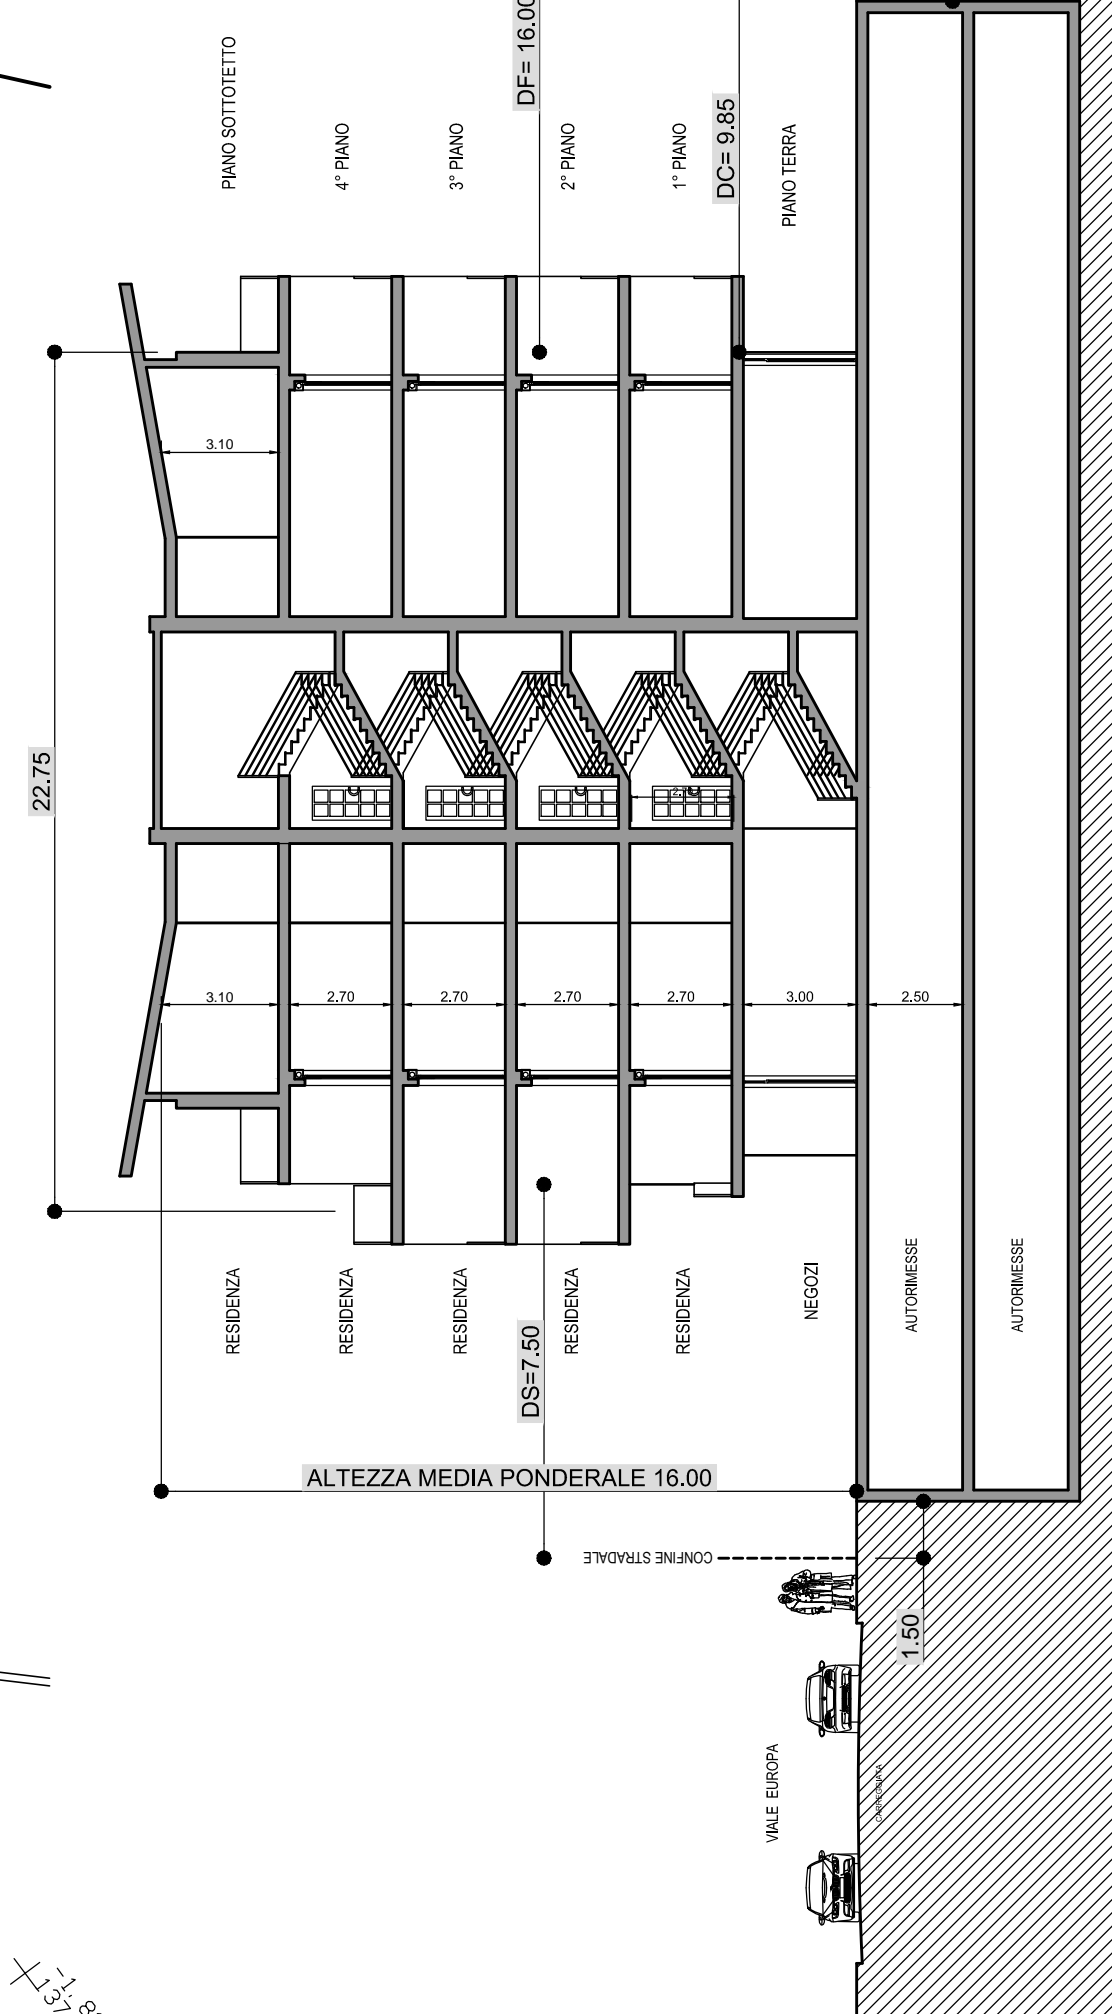 22.75
RESIDENZA
RESIDENZA
RESIDENZA
RESIDENZA
RESIDENZA
NEGOZI
AUTORIMESSE
AUTORIMESSE
PIANO SOTTOTETTO
4° PIANO
3° PIANO
2° PIANO
1° PIANO
PIANO TERRA
DF= 16.00
DC= 9.85
3.10
3.10
2.70
2.70
2.70
2.70
3.00
2.50
DS=7.50
ALTEZZA MEDIA PONDERALE 16.00
CONFINE STRADALE
1.50
VIALE EUROPA
CARREGGIATA